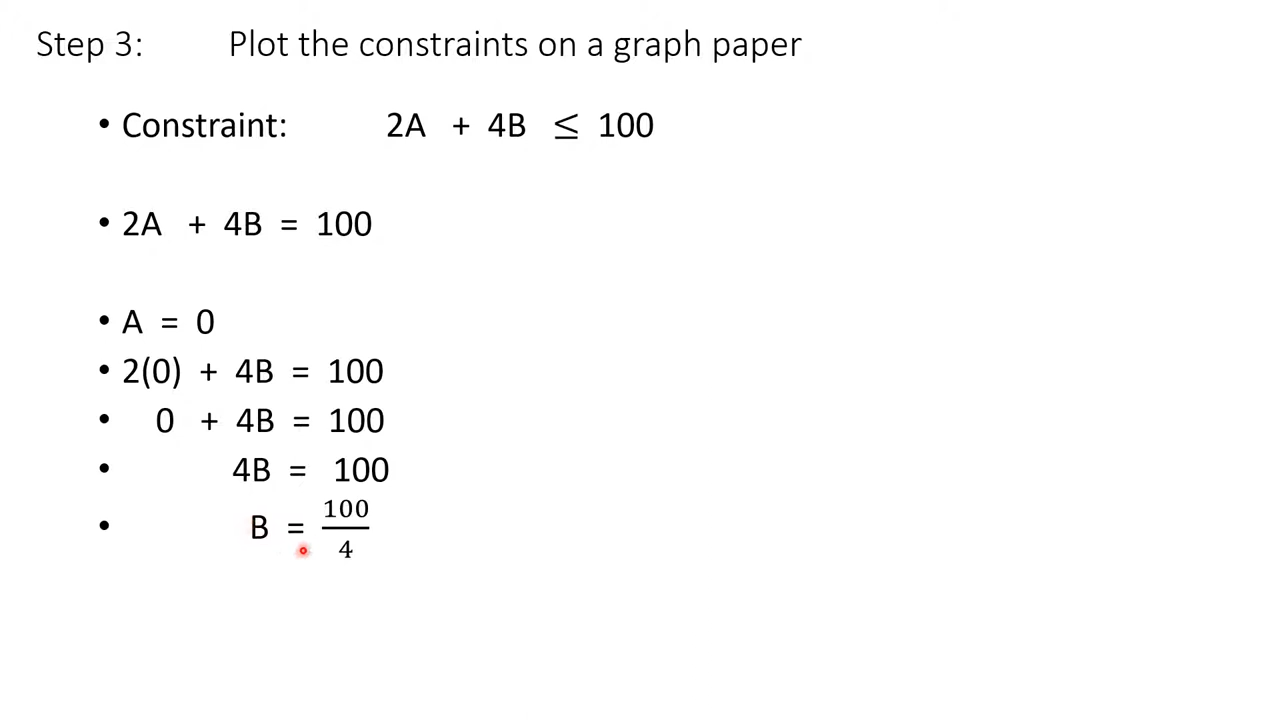 Step 3: Plot the constraints on a graph paper
• Constraint: 2A + 4B ≤ 100
• 2A + 4B = 100
• A = 0
• 2(0) + 4B = 100
• 0 + 4B = 100
• 4B = 100
• B = 100/4